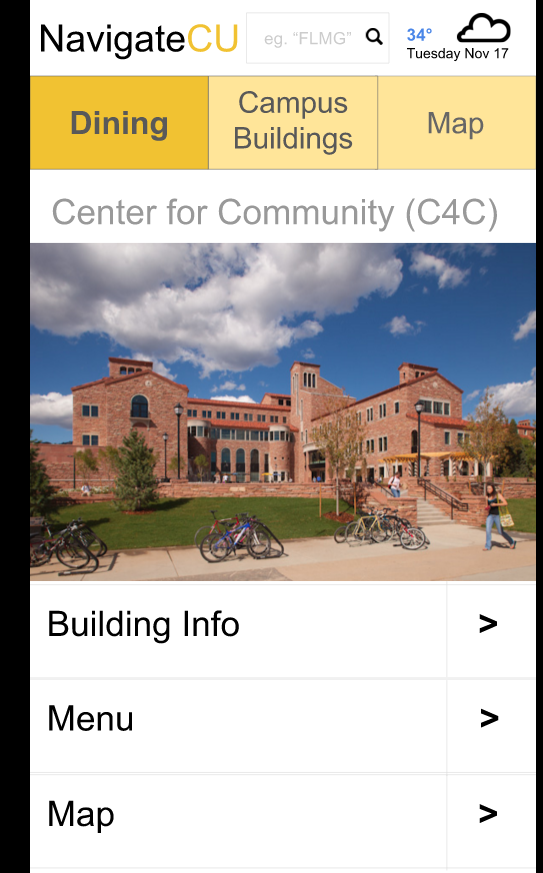 NavigateCU
eg. “FLMG”
34°
Tuesday Nov 17
Dining
Campus
Buildings
Map
Center for Community (C4C)
Building Info
>
Menu
>
Map
>